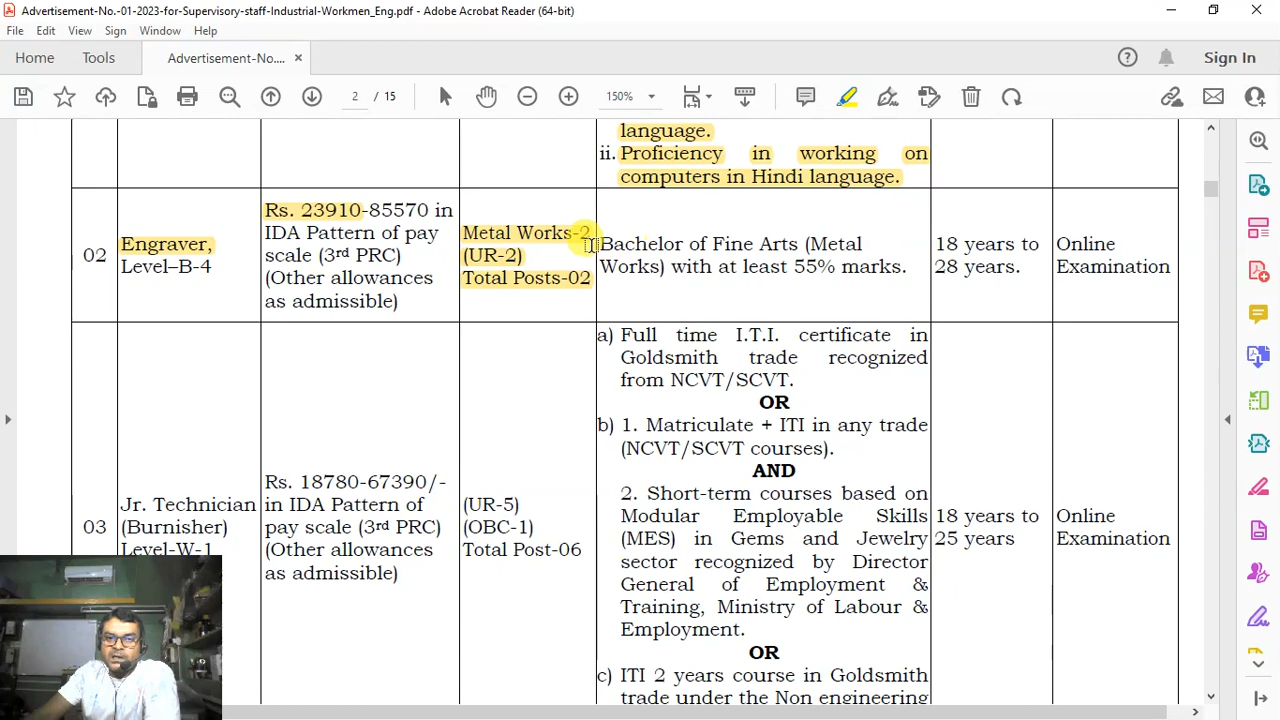 Advertisement-No.-01-2023-for-Supervisory-staff-Industrial-Workmen_Eng.pdf - Adobe Acrobat Reader (64-bit)
File Edit View Sign Window Help
Home Tools Advertisement-No.... × Sign In
2 / 15 150%
language.
ii. Proficiency in working on
computers in Hindi language.
02
Engraver,
Level–B-4
Rs. 23910-85570 in
IDA Pattern of pay
scale (3rd PRC)
(Other allowances
as admissible)
Metal Works-2
(UR-2)
Total Posts-02
Bachelor of Fine Arts (Metal
Works) with at least 55% marks.
18 years to
28 years.
Online
Examination
03
Jr. Technician
(Burnisher)
Level-W-1
Rs. 18780-67390/-
in IDA Pattern of
pay scale (3rd PRC)
(Other allowances
as admissible)
(UR-5)
(OBC-1)
Total Post-06
a) Full time I.T.I. certificate in
Goldsmith trade recognized
from NCVT/SCVT.
OR
b) 1. Matriculate + ITI in any trade
(NCVT/SCVT courses).
AND
2. Short-term courses based on
Modular Employable Skills
(MES) in Gems and Jewelry
sector recognized by Director
General of Employment &
Training, Ministry of Labour &
Employment.
OR
c) ITI 2 years course in Goldsmith
trade under the Non engineering
18 years to
25 years
Online
Examination